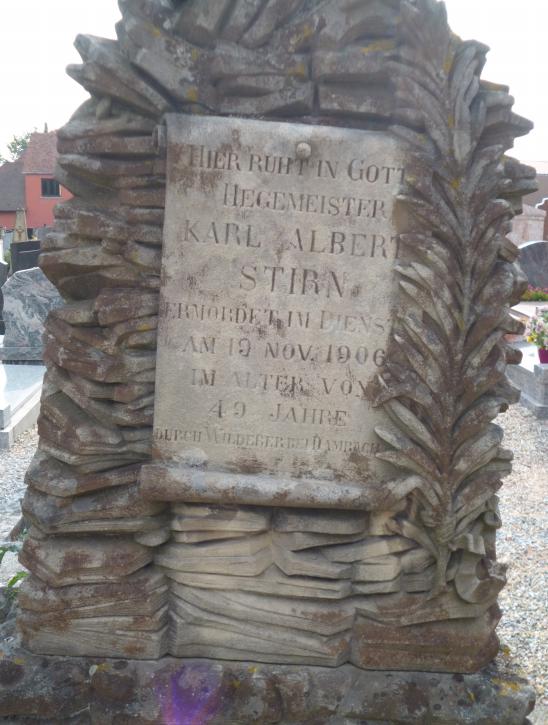 HIER RUHT IN GOTT
HEGEMEISTER
KARL ALBERT
STIRN
ERMORDET IM DIENST
AM 19 NOV. 1906
IM ALTER VON
49 JAHRE
DURCH WILDEBER BEI DAMBACH